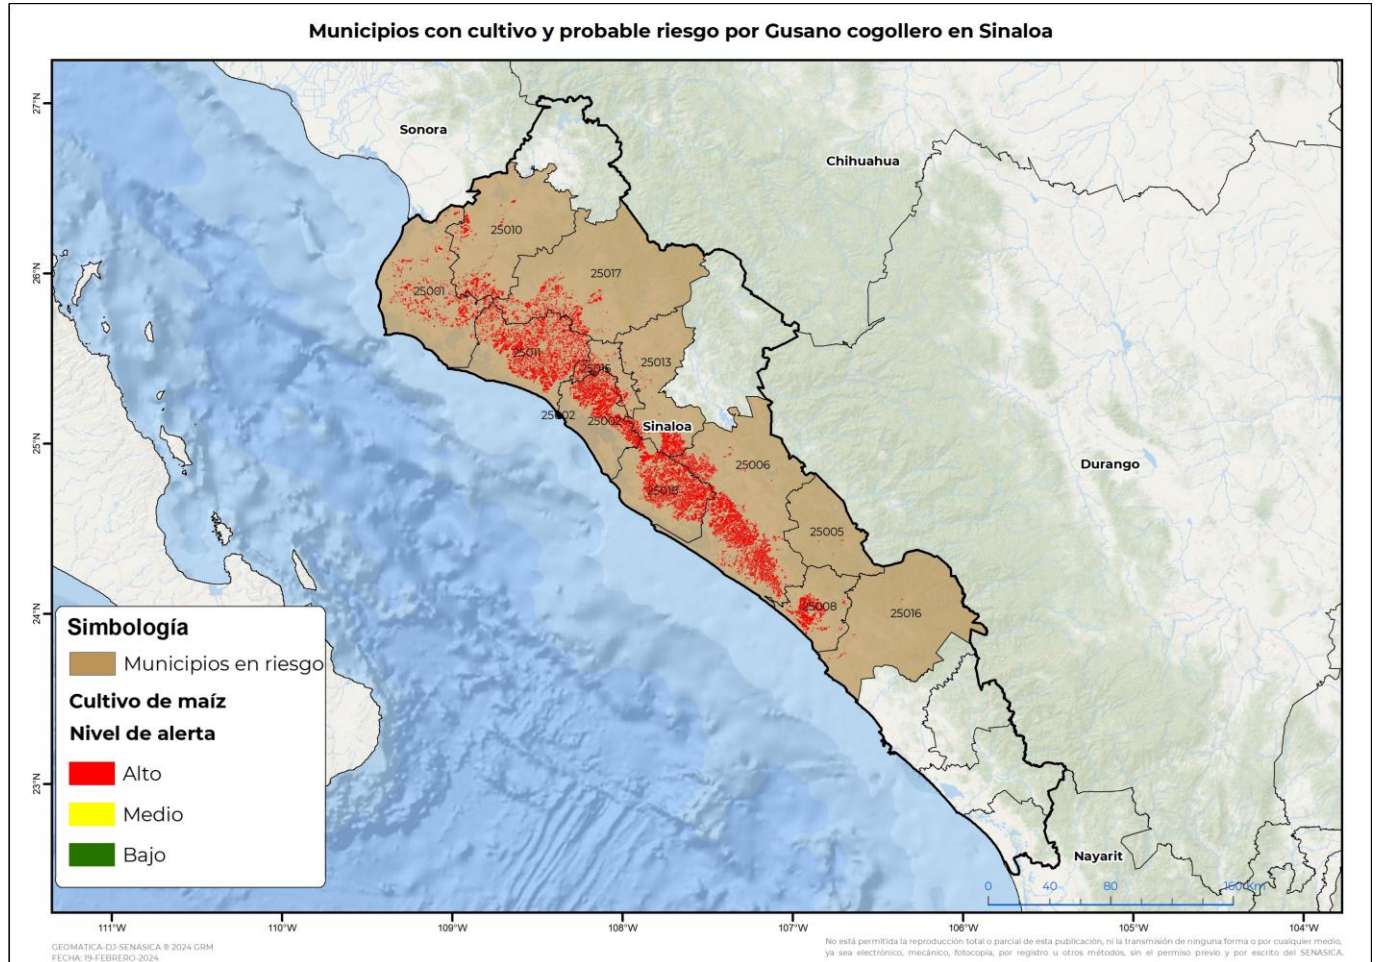 Municipios con cultivo y probable riesgo por Gusano cogollero en Sinaloa
27°N
26°N
25°N
24°N
23°N
Sonora
Chihuahua
25010
25017
25001
25011
25013
25015
25002
25002
Sinaloa
25006
Durango
25018
25005
25008
25016
Nayarit
Simbología
Municipios en riesgo
Cultivo de maíz
Nivel de alerta
Alto
Medio
Bajo
0 40 80 160 Km
111°W 110°W 109°W 108°W 107°W 106°W 105°W 104°W
GEOMATICA-DJ-SENASICA ® 2024 GRM
FECHA: 19-FEBRERO-2024
No está permitida la reproducción total o parcial de esta publicación, ni la transmisión de ninguna forma o por cualquier medio,
ya sea electrónico, mecánico, fotocopia, por registro u otros métodos, sin el permiso previo y por escrito del SENASICA.